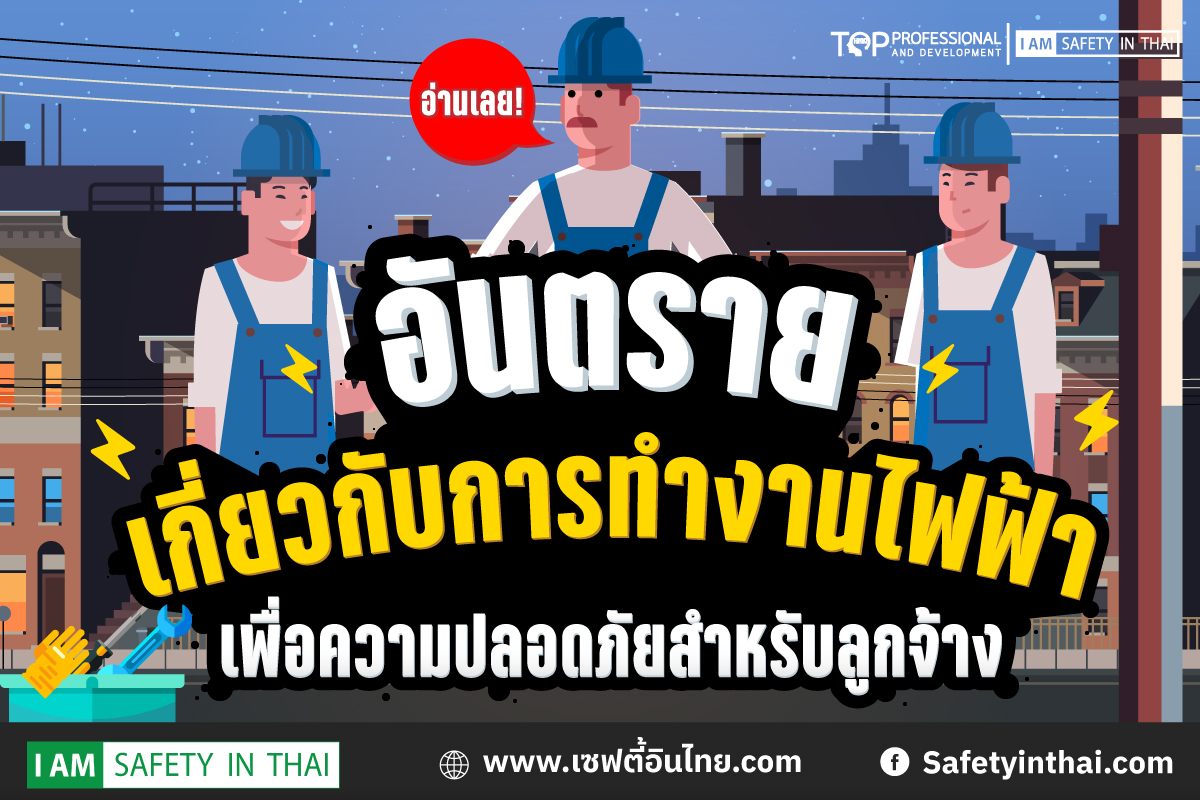 TOP PROFESSIONAL
AND DEVELOPMENT
I AM SAFETY IN THAI
อ่านเลย!
อันตราย
เกี่ยวกับการทำงานไฟฟ้า
เพื่อความปลอดภัยสำหรับลูกจ้าง
I AM SAFETY IN THAI
www.เซฟตี้อินไทย.com
Safetyinthai.com